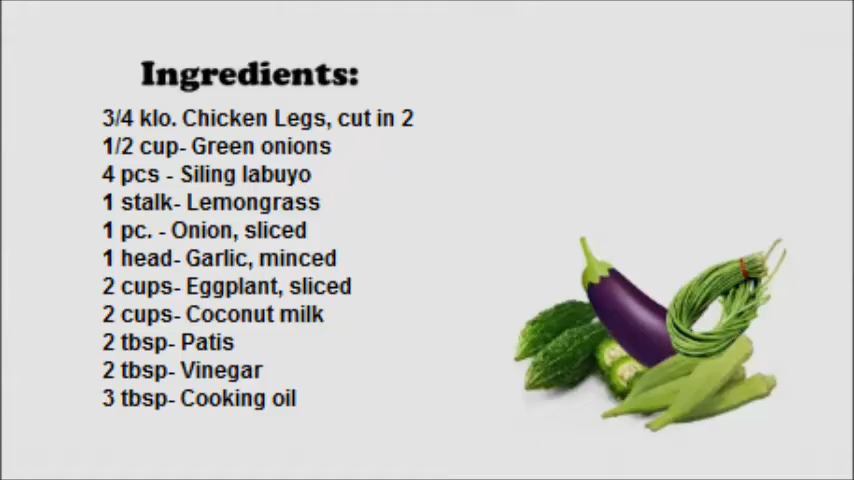 Ingredients:
3/4 klo. Chicken Legs, cut in 2
1/2 cup- Green onions
4 pcs - Siling labuyo
1 stalk- Lemongrass
1 pc. - Onion, sliced
1 head- Garlic, minced
2 cups- Eggplant, sliced
2 cups- Coconut milk
2 tbsp- Patis
2 tbsp- Vinegar
3 tbsp- Cooking oil